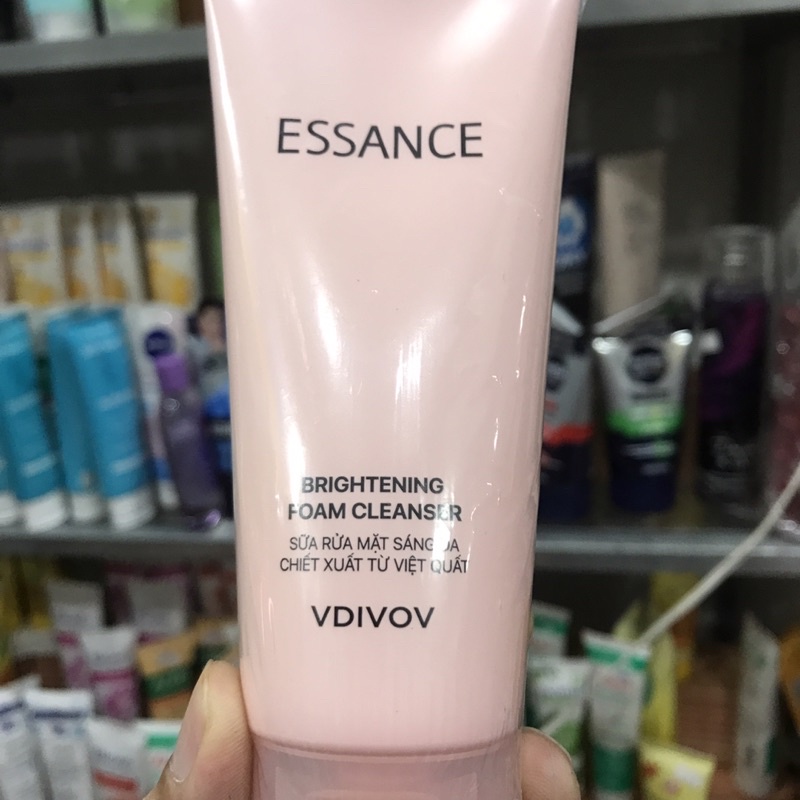 ESSANCE
BRIGHTENING
FOAM CLEANSER
SỮA RỬA MẶT SÁNG DA
CHIẾT XUẤT TỪ VIỆT QUẤT
VDIVOV